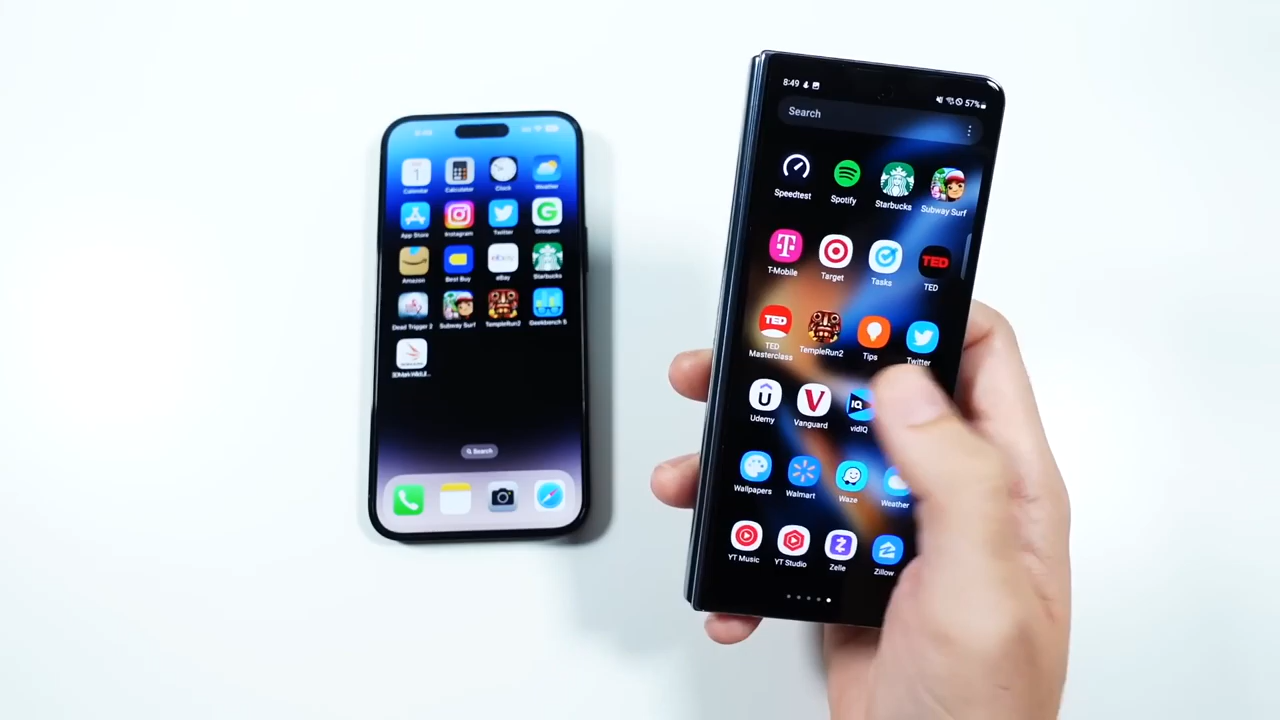 Calendar Calculator Clock Weather
App Store Instagram Twitter Groupon
Amazon Best Buy eBay Starbucks
Dead Trigger 2 Subway Surf TempleRun2 Geekbench 5
Search
8:49 57%
Search
Speedtest Spotify Starbucks Subway Surf
T-Mobile Target Tasks TED
TED
TED
TED
Masterclass TempleRun2 Tips Twitter
IQ
Udemy Vanguard vidIQ
Wallpapers Walmart Waze Weather
YT Music YT Studio Zelle Zillow